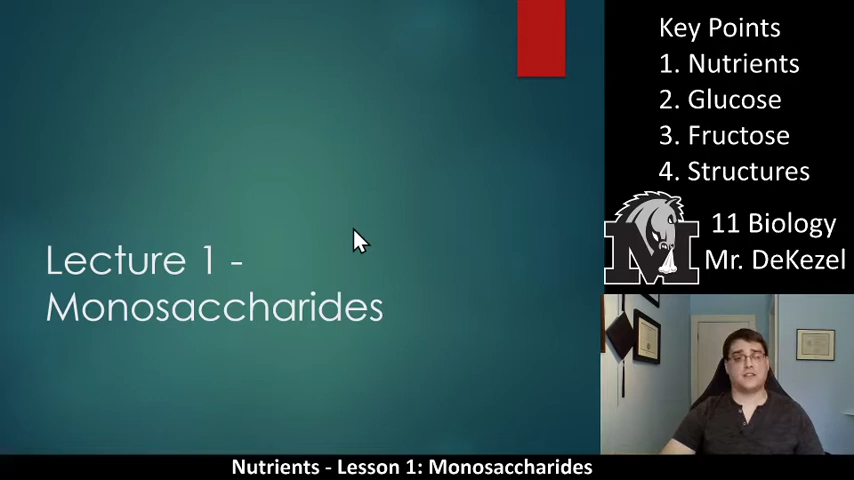 Lecture 1 -
Monosaccharides
Key Points
1. Nutrients
2. Glucose
3. Fructose
4. Structures
M
11 Biology
Mr. DeKezel
Nutrients - Lesson 1: Monosaccharides